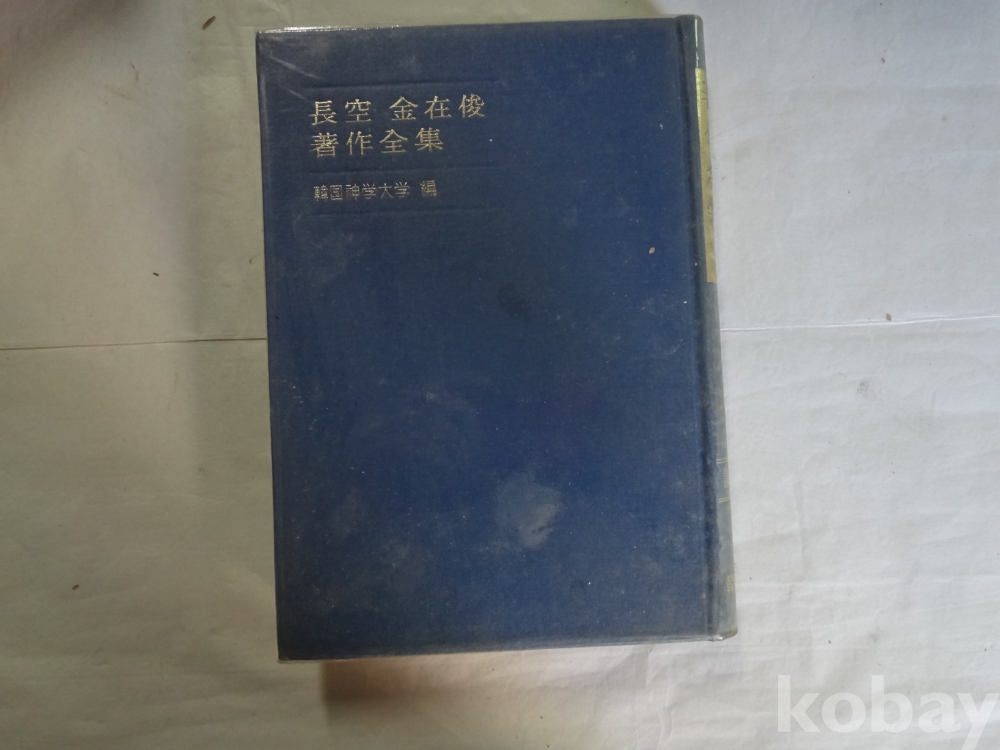 長空 金在俊
著作全集
韓国神学大学 編
kobay